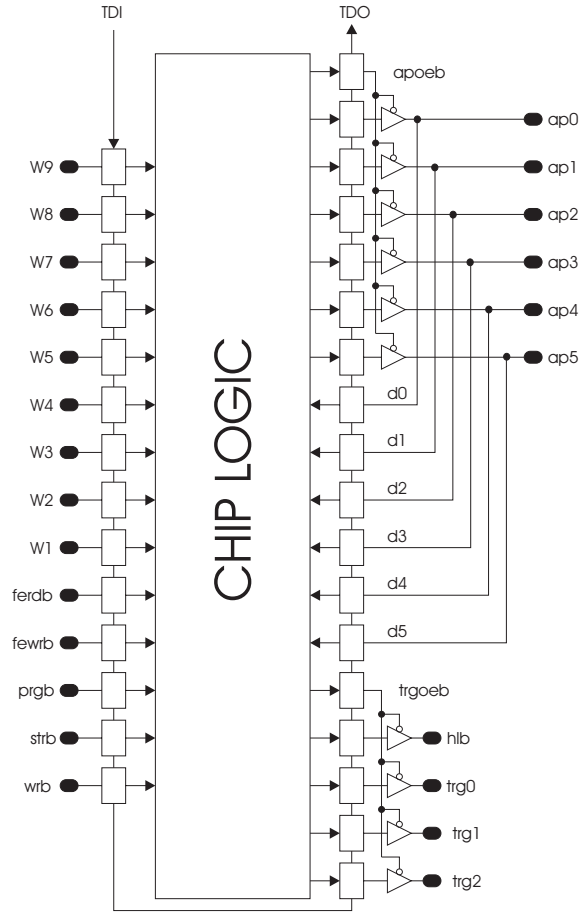 TDI
TDO
apoeb
ap0
W9
ap1
W8
ap2
W7
ap3
W6
ap4
W5
ap5
W4
d0
W3
d1
W2
d2
W1
d3
ferdb
d4
fewrb
d5
prgb
trgoeb
strb
hlb
wrb
trg0
trg1
trg2
CHIP LOGIC